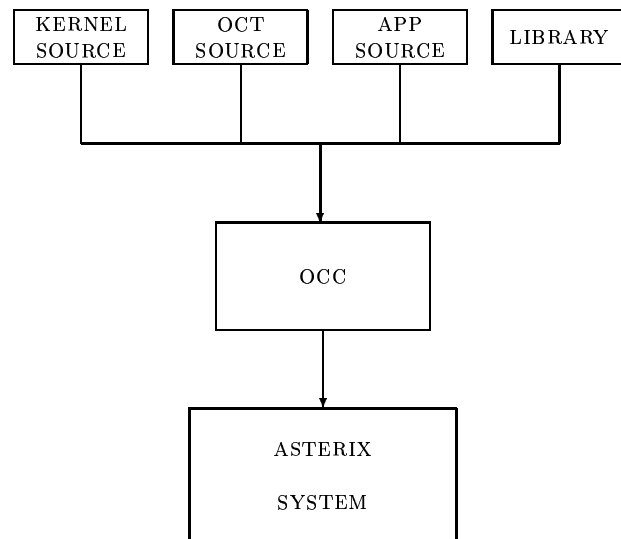 KERNEL
SOURCE
OCT
SOURCE
APP
SOURCE
LIBRARY
OCC
ASTERIX
SYSTEM